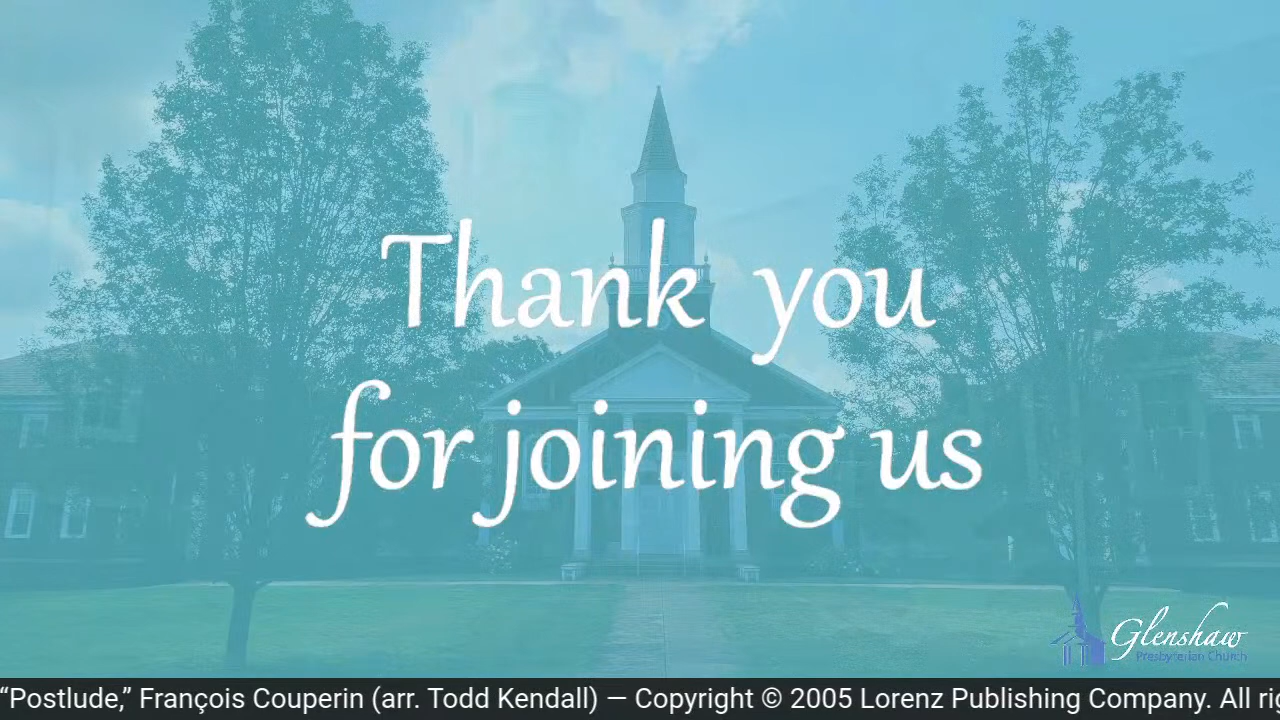 Thank you
for joining us
Glenshaw
Presbyterian Church
“Postlude,” François Couperin (arr. Todd Kendall) — Copyright © 2005 Lorenz Publishing Company. All